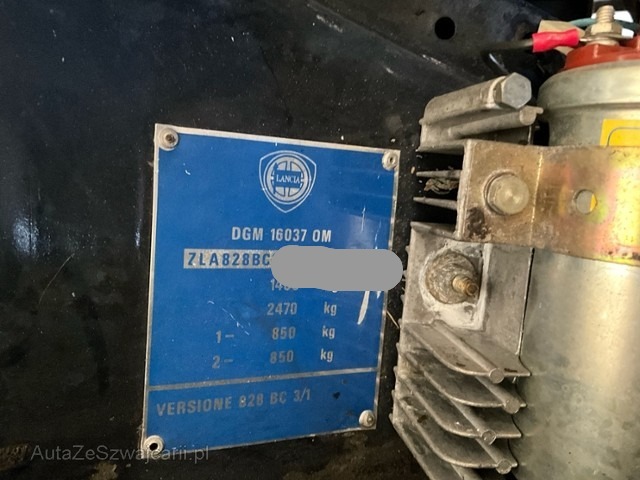 LANCIA
DGM 16037 OM
ZLA828BC
2470 kg
1- 850 kg
2- 850 kg
VERSIONE 828 BC 3/1
AutaZeSzwajcarii.pl